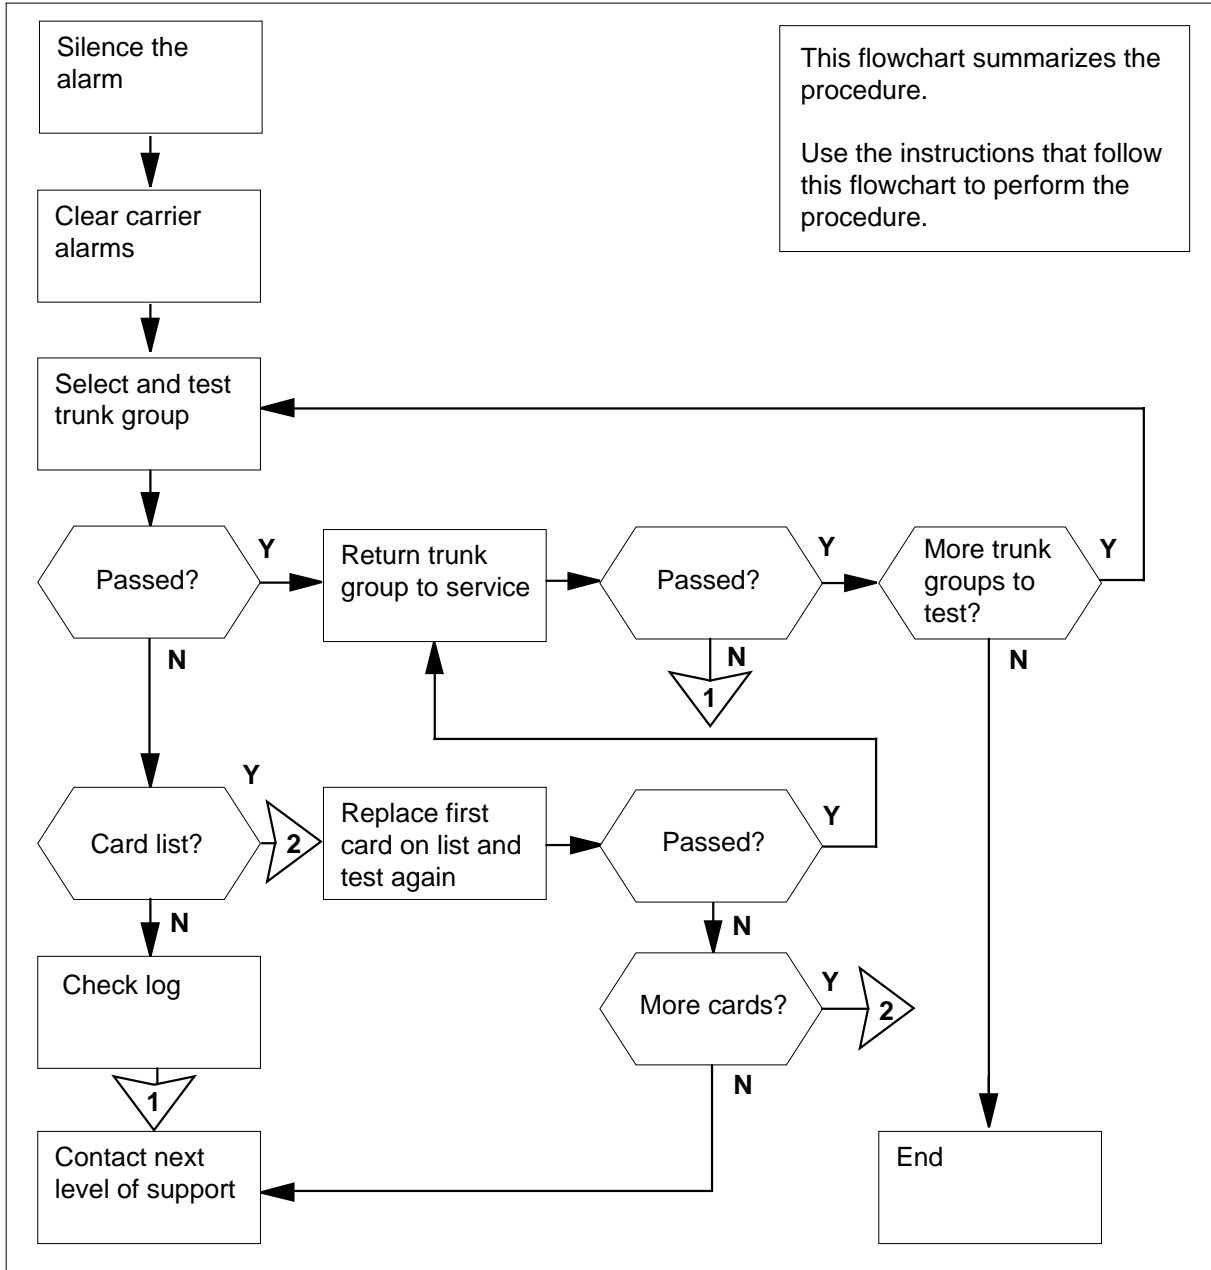 Silence the
alarm
This flowchart summarizes the
procedure.
Use the instructions that follow
this flowchart to perform the
procedure.
Clear carrier
alarms
Select and test
trunk group
Passed?
Y
Return trunk
group to service
Passed?
Y
More trunk
groups to
test?
Y
N
N
1
N
Card list?
Y
2
Replace first
card on list and
test again
Passed?
Y
N
N
Check log
More cards?
Y
2
N
1
Contact next
level of support
End